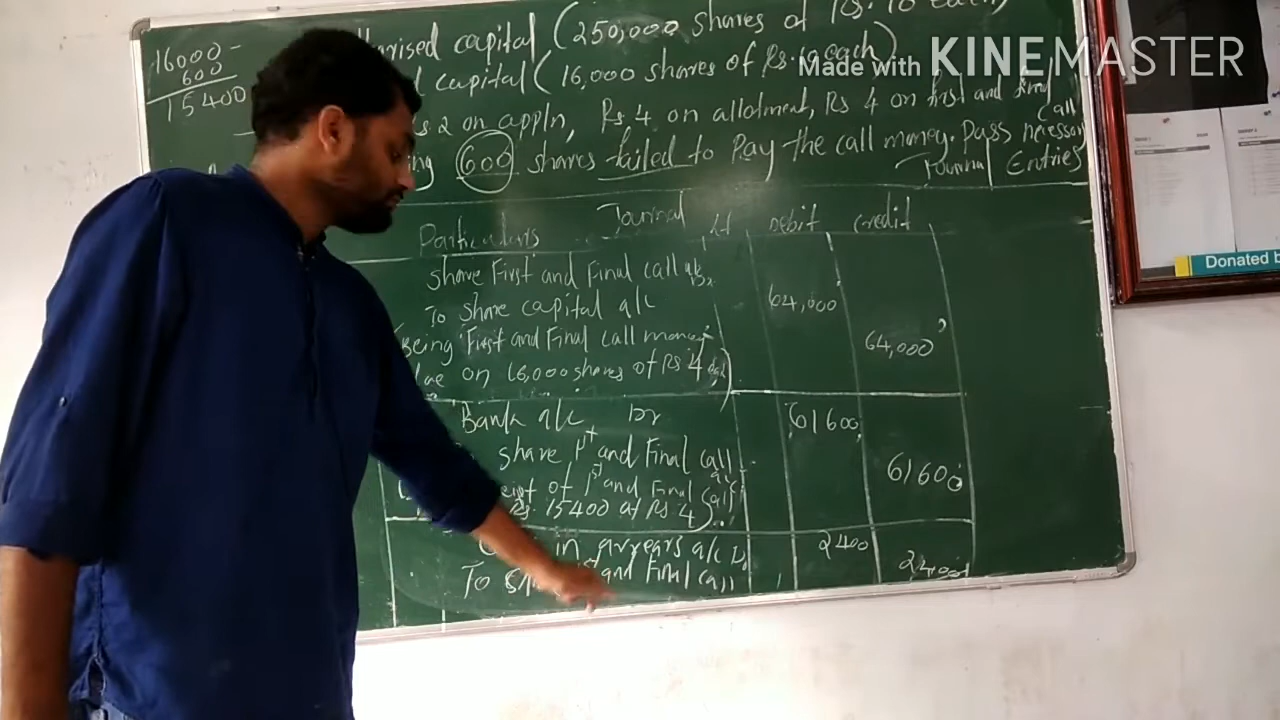 16000 -
600
15400
rised capital (250,000 shares of Rs. 10 each)
capital (16,000 shares of Rs. 10 each)
Made with KINEMASTER
s 2 on appln, Rs 4 on allotment, Rs 4 on first and final
call
ing 600 shares failed to Pay the call money. Pass necessary
Journal Entries
Journal
Particulars Lf Debit credit
Share First and Final call a/c Dr
To share capital a/c 64,000
Being First and Final call money 64,000
on 16,000 shares of Rs 4
Bank a/c Dr 61600
share 1st and Final call 61600
of 1st and Final call
15400 at Rs 4)
in arrears a/c D 2400
To and Final call 2400
Donated b